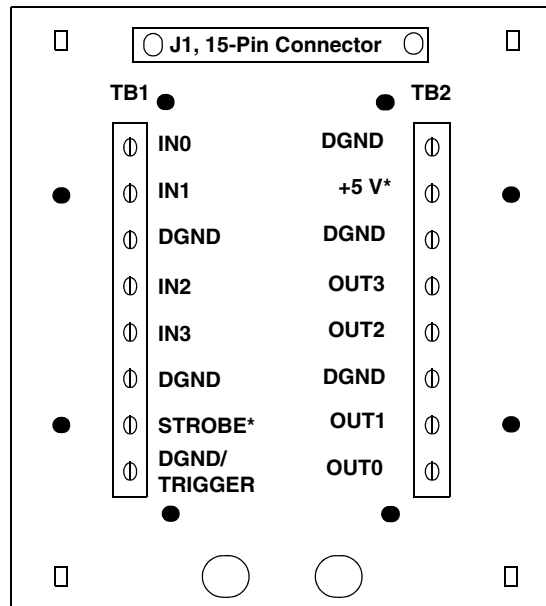 J1, 15-Pin Connector
TB1
TB2
IN0
DGND
IN1
+5 V*
DGND
DGND
IN2
OUT3
IN3
OUT2
DGND
DGND
STROBE*
OUT1
DGND/
TRIGGER
OUT0